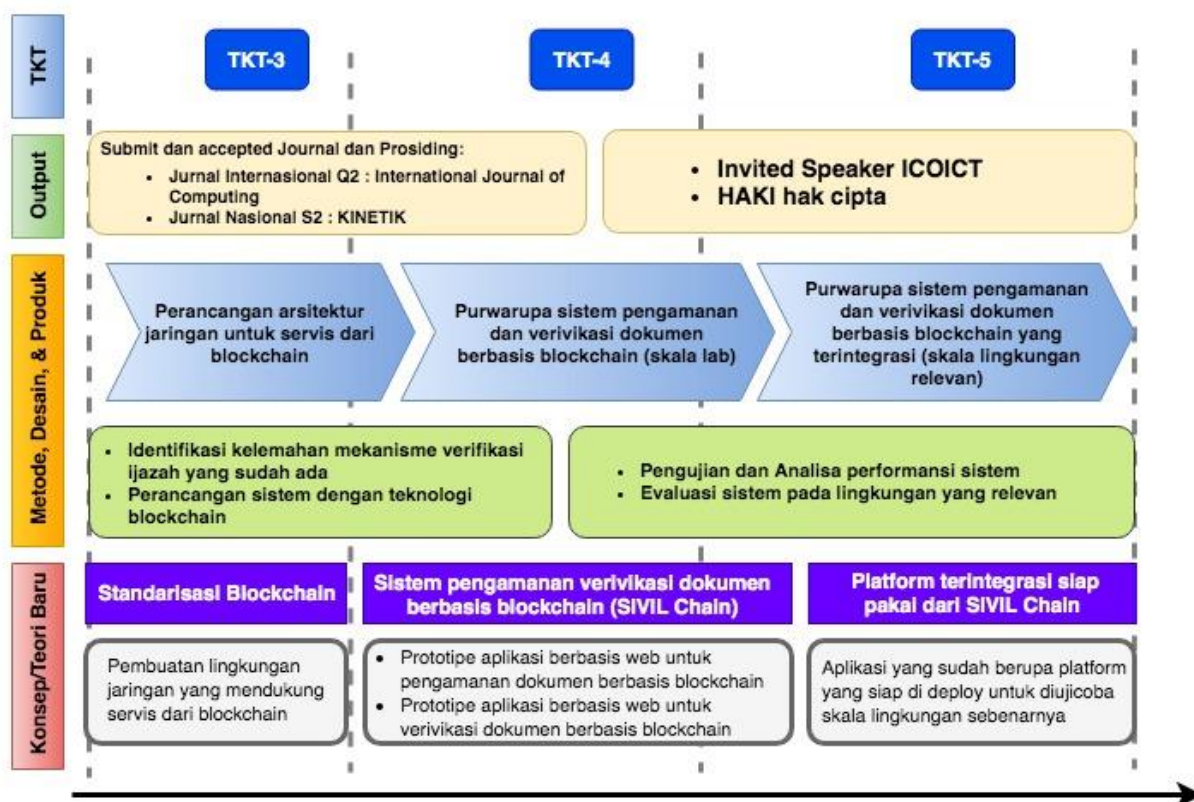 TKT
TKT-3
TKT-4
TKT-5
Output
Submit dan accepted Journal dan Prosiding:
• Jurnal Internasional Q2 : International Journal of
Computing
• Jurnal Nasional S2 : KINETIK
• Invited Speaker ICOICT
• HAKI hak cipta
Metode, Desain, & Produk
Perancangan arsitektur
jaringan untuk servis dari
blockchain
Purwarupa sistem pengamanan
dan verivikasi dokumen
berbasis blockchain (skala lab)
Purwarupa sistem pengamanan
dan verivikasi dokumen
berbasis blockchain yang
terintegrasi (skala lingkungan
relevan)
• Identifikasi kelemahan mekanisme verifikasi
ijazah yang sudah ada
• Perancangan sistem dengan teknologi
blockchain
• Pengujian dan Analisa performansi sistem
• Evaluasi sistem pada lingkungan yang relevan
Konsep/Teori Baru
Standarisasi Blockchain
Sistem pengamanan verivikasi dokumen
berbasis blockchain (SIVIL Chain)
Platform terintegrasi siap
pakai dari SIVIL Chain
Pembuatan lingkungan
jaringan yang mendukung
servis dari blockchain
• Prototipe aplikasi berbasis web untuk
pengamanan dokumen berbasis blockchain
• Prototipe aplikasi berbasis web untuk
verivikasi dokumen berbasis blockchain
Aplikasi yang sudah berupa platform
yang siap di deploy untuk diujicoba
skala lingkungan sebenarnya